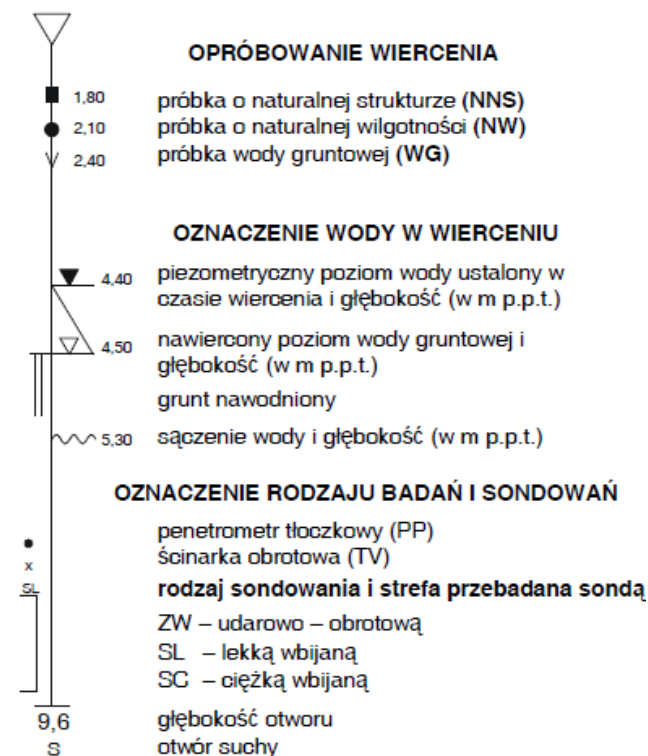 OPRÓBOWANIE WIERCENIA
1,80 próbka o naturalnej strukturze (NNS)
2,10 próbka o naturalnej wilgotności (NW)
2,40 próbka wody gruntowej (WG)
OZNACZENIE WODY W WIERCENIU
4,40 piezometryczny poziom wody ustalony w
czasie wiercenia i głębokość (w m p.p.t.)
4,50 nawiercony poziom wody gruntowej i
głębokość (w m p.p.t.)
grunt nawodniony
5,30 sączenie wody i głębokość (w m p.p.t.)
OZNACZENIE RODZAJU BADAŃ I SONDOWAŃ
penetrometr tłoczkowy (PP)
x ścinarka obrotowa (TV)
SL rodzaj sondowania i strefa przebadana sondą
ZW – udarowo – obrotową
SL – lekką wbijaną
SC – ciężką wbijaną
9,6 głębokość otworu
S otwór suchy